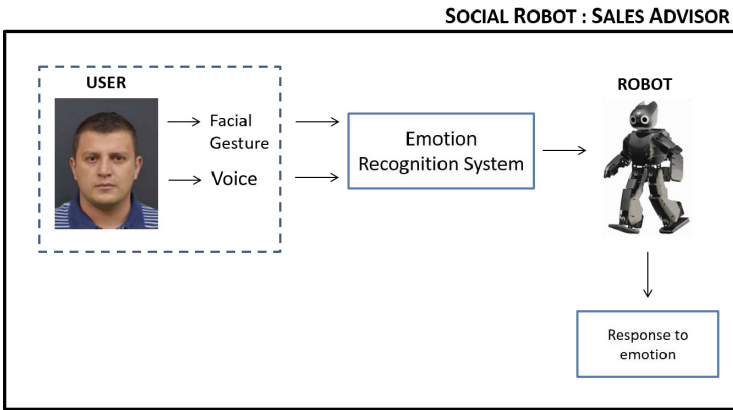 SOCIAL ROBOT : SALES ADVISOR
USER
ROBOT
Facial
Gesture
Voice
Emotion
Recognition System
Response to
emotion